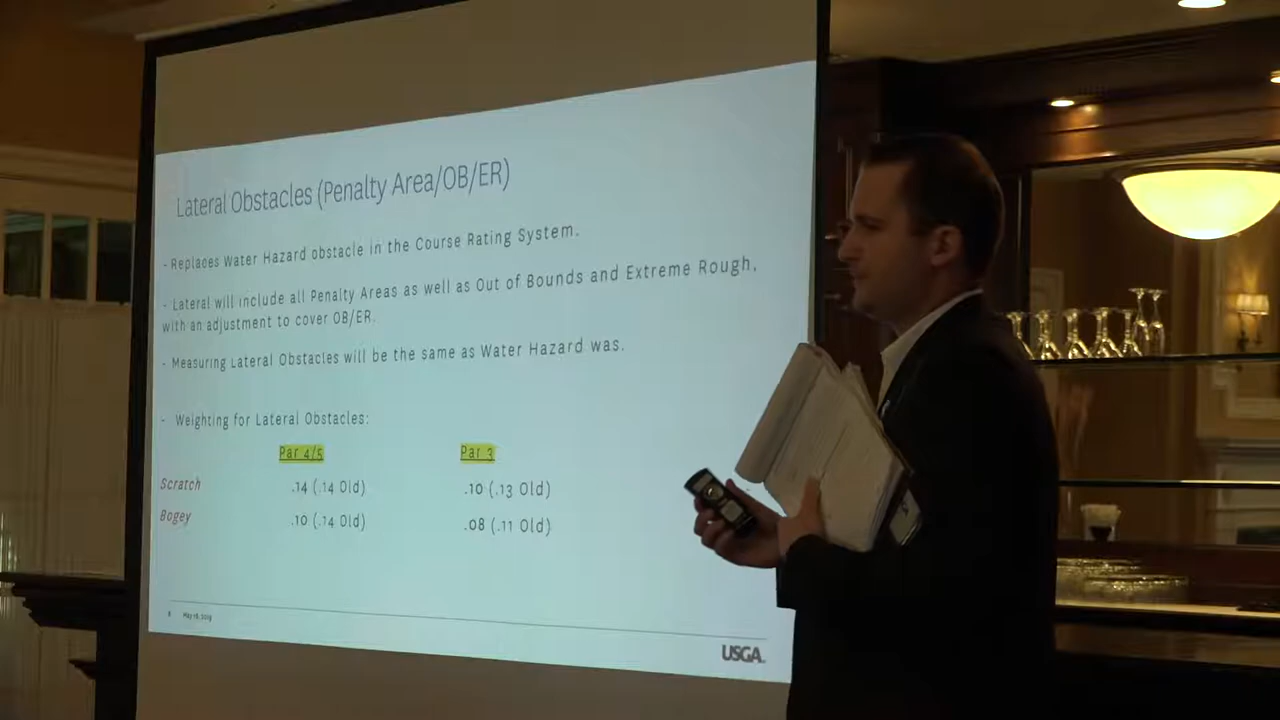 Lateral Obstacles (Penalty Area/OB/ER)
- Replaces Water Hazard obstacle in the Course Rating System.
- Lateral will include all Penalty Areas as well as Out of Bounds and Extreme Rough,
with an adjustment to cover OB/ER.
- Measuring Lateral Obstacles will be the same as Water Hazard was.
- Weighting for Lateral Obstacles:
Par 4/5 Par 3
Scratch .14 (.14 Old) .10 (.13 Old)
Bogey .10 (.14 Old) .08 (.11 Old)
USGA